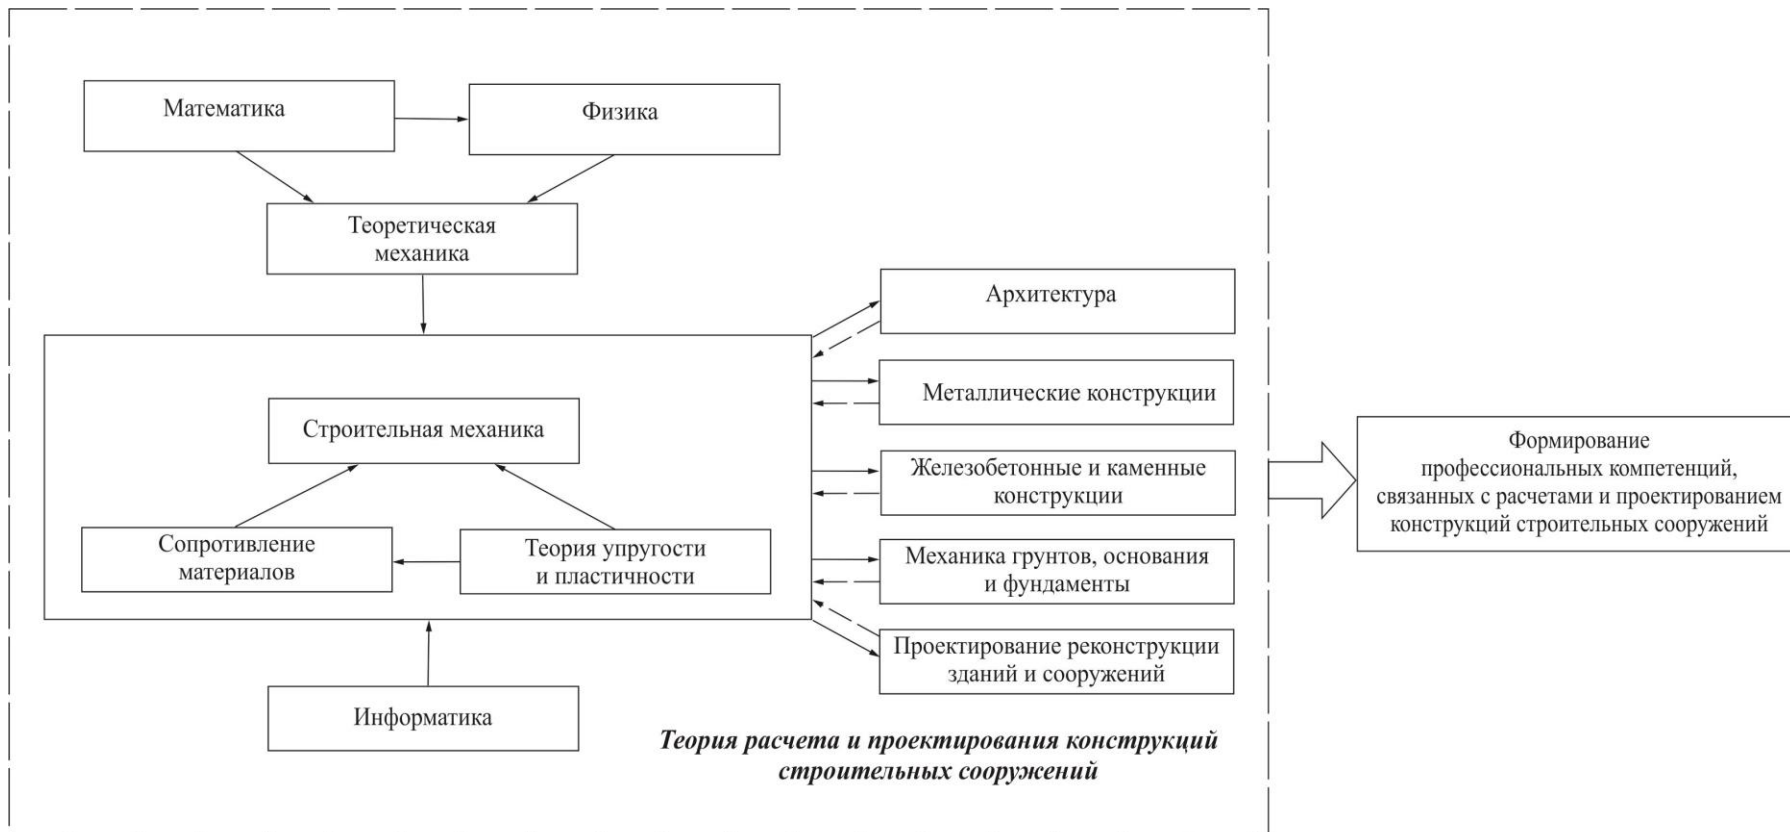 Математика
Физика
Теоретическая
механика
Архитектура
Металлические конструкции
Строительная механика
Железобетонные и каменные
конструкции
Сопротивление
материалов
Теория упругости
и пластичности
Механика грунтов, основания
и фундаменты
Проектирование реконструкции
зданий и сооружений
Информатика
Теория расчета и проектирования конструкций
строительных сооружений
Формирование
профессиональных компетенций,
связанных с расчетами и проектированием
конструкций строительных сооружений